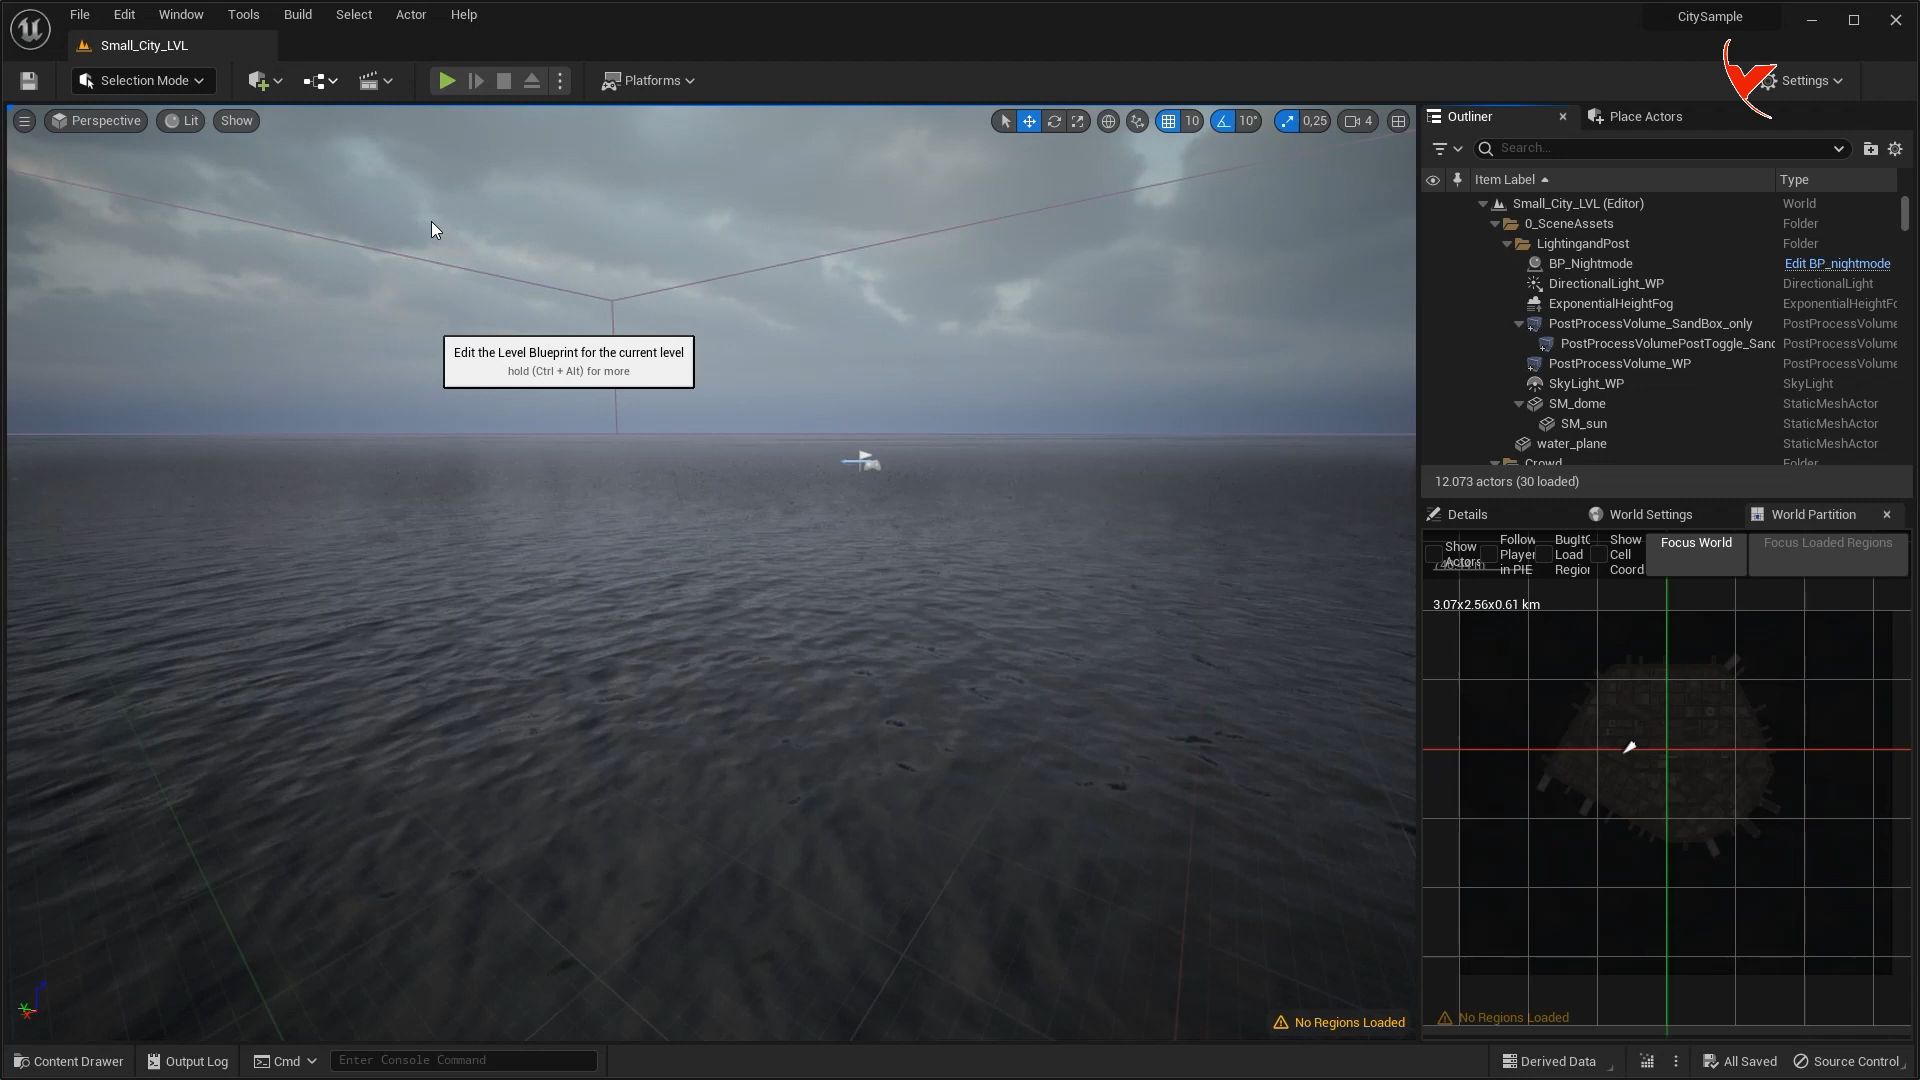 File Edit Window Tools Build Select Actor Help
CitySample
Small_City_LVL
Selection Mode
Platforms
Settings
Perspective Lit Show
10 10° 0,25 4
Outliner Place Actors
Search...
Item Label Type
Small_City_LVL (Editor) World
0_SceneAssets Folder
LightingandPost Folder
BP_Nightmode Edit BP_nightmode
DirectionalLight_WP DirectionalLight
ExponentialHeightFog ExponentialHeightFo
PostProcessVolume_SandBox_only PostProcessVolume
PostProcessVolumePostToggle_Sand PostProcessVolume
PostProcessVolume_WP PostProcessVolume
SkyLight_WP SkyLight
SM_dome StaticMeshActor
SM_sun StaticMeshActor
water_plane StaticMeshActor
Crowd Folder
12.073 actors (30 loaded)
Edit the Level Blueprint for the current level
hold (Ctrl + Alt) for more
Details World Settings World Partition
Show Actors
Follow Player in PIE
BugItG Load Region
Show Cell Coord
Focus World Focus Loaded Regions
3.07x2.56x0.61 km
No Regions Loaded
No Regions Loaded
Content Drawer Output Log Cmd Enter Console Command
Derived Data All Saved Source Control